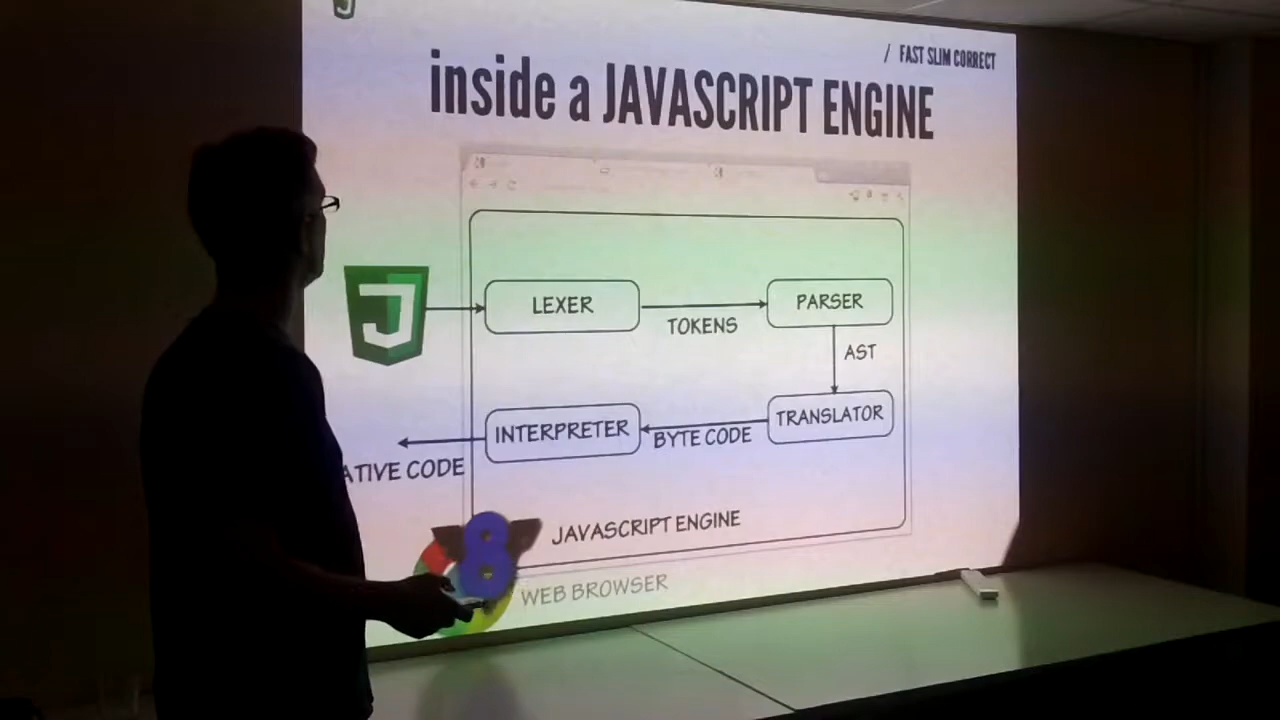 / FAST SLIM CORRECT
inside a JAVASCRIPT ENGINE
LEXER
TOKENS
PARSER
AST
TRANSLATOR
BYTE CODE
INTERPRETER
ATIVE CODE
8
JAVASCRIPT ENGINE
WEB BROWSER